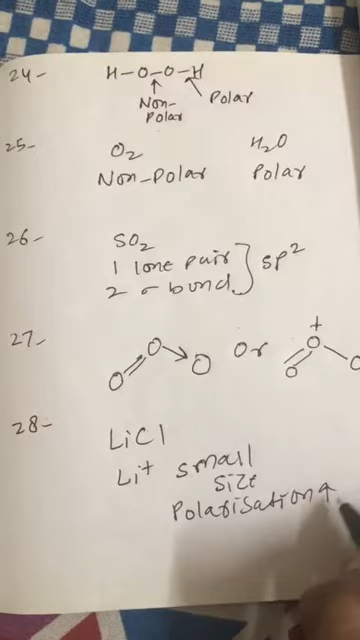 24- H-O-O-H
Non-Polar Polar
25- O2 H2O
Non-Polar Polar
26- SO2
1 lone pair
2 σ bond } sp2
27- O=O→O Or O=O+-O
28- LiCl
Li+ small
size
Polarisation↑